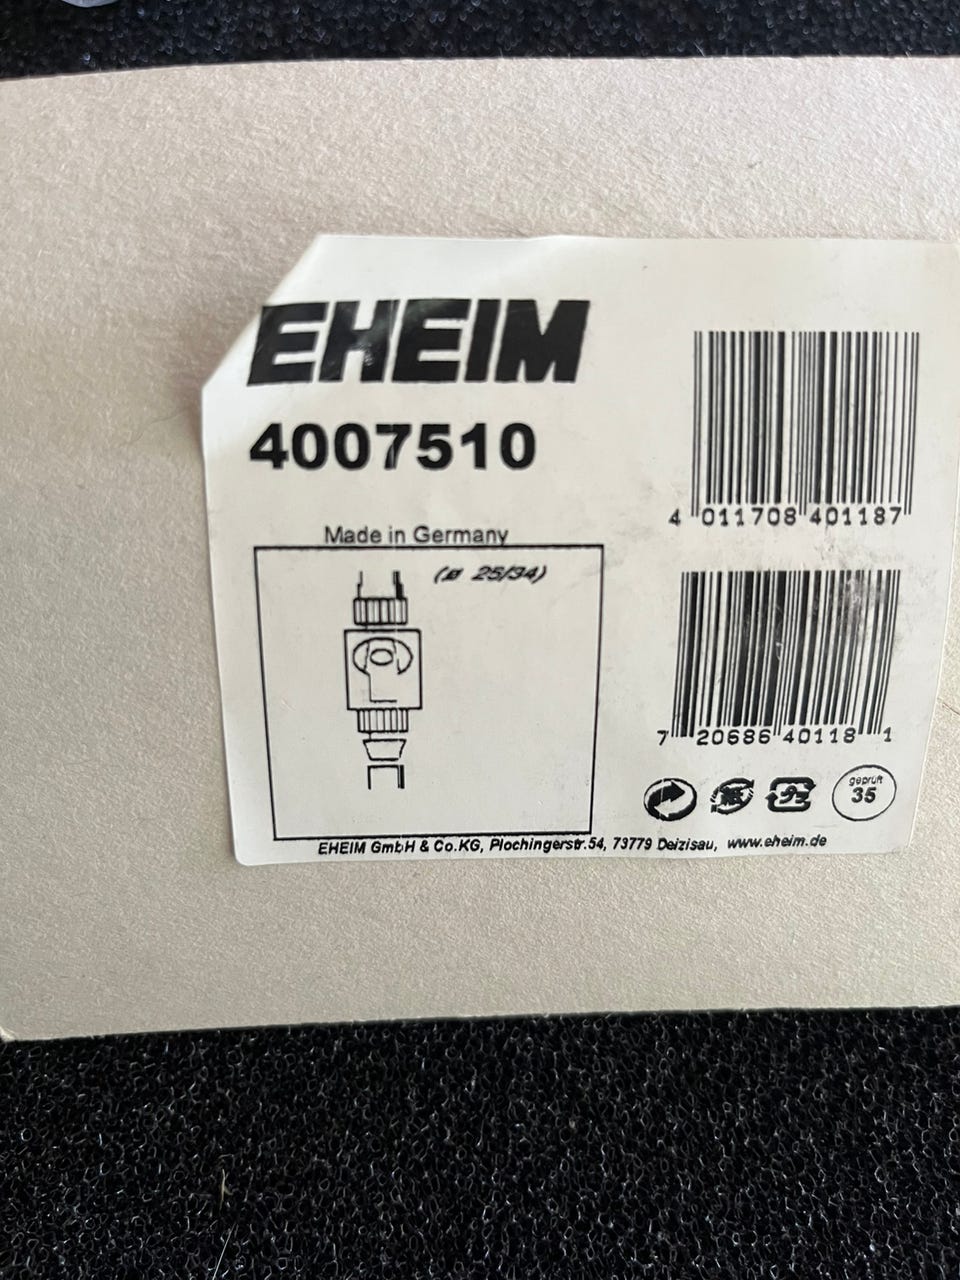 EHEIM
4007510
Made in Germany
(ø 25/34)
4 011708 401187
7 20686 40118 1
geprüft
35
EHEIM GmbH & Co.KG, Plochingerstr.54, 73779 Deizisau, www.eheim.de